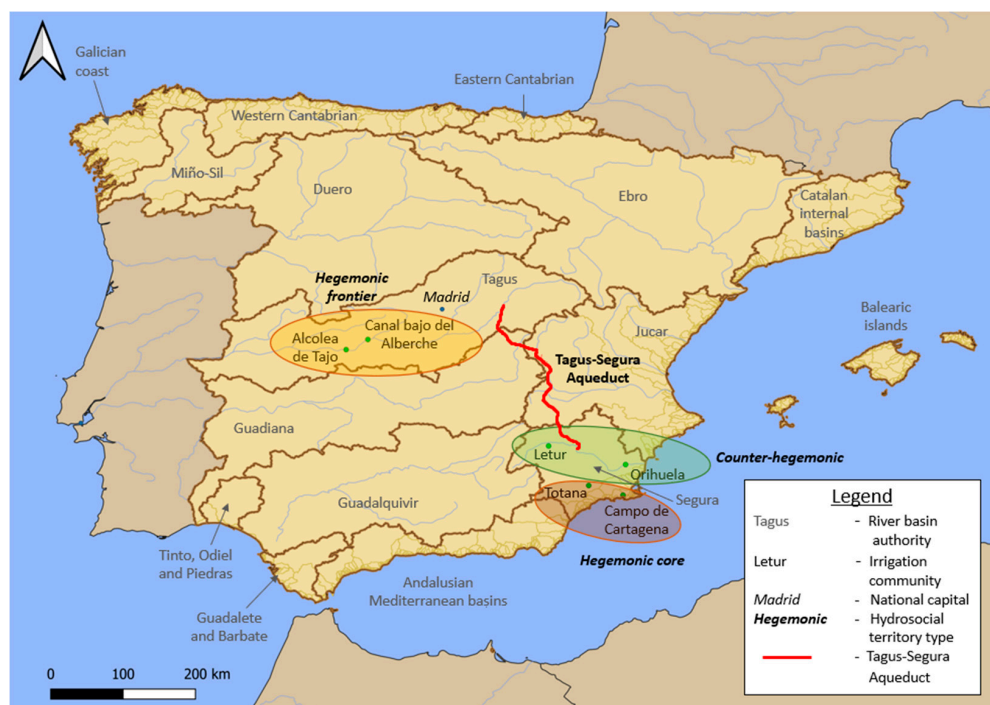 Galician
coast
Eastern Cantabrian
Western Cantabrian
Miño-Sil
Duero
Ebro
Catalan
internal
basins
Hegemonic
frontier
Madrid
Tagus
Balearic
islands
Alcolea
de Tajo
Canal bajo del
Alberche
Jucar
Tagus-Segura
Aqueduct
Guadiana
Letur
Orihuela
Counter-hegemonic
Totana
Segura
Guadalquivir
Campo de
Cartagena
Hegemonic core
Tinto, Odiel
and Piedras
Andalusian
Mediterranean basins
Guadalete
and Barbate
0 100 200 km
Legend
Tagus - River basin
authority
Letur - Irrigation
community
Madrid - National capital
Hegemonic - Hydrosocial
territory type
- Tagus-Segura
Aqueduct